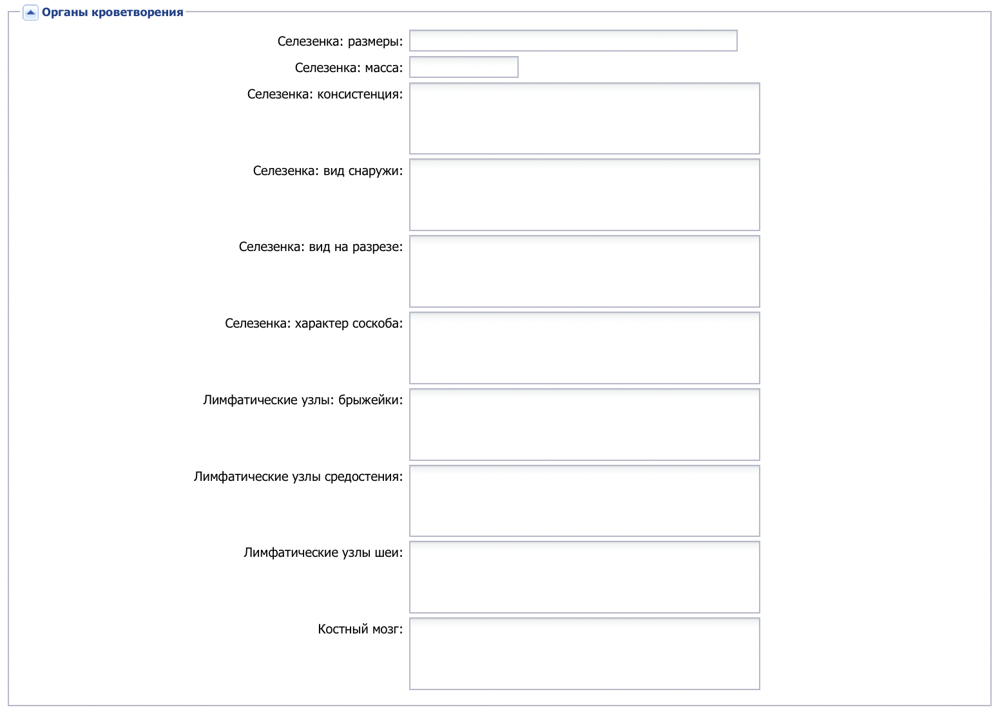 Органы кроветворения
Селезенка: размеры:
Селезенка: масса:
Селезенка: консистенция:
Селезенка: вид снаружи:
Селезенка: вид на разрезе:
Селезенка: характер соскоба:
Лимфатические узлы: брыжейки:
Лимфатические узлы средостения:
Лимфатические узлы шеи:
Костный мозг: